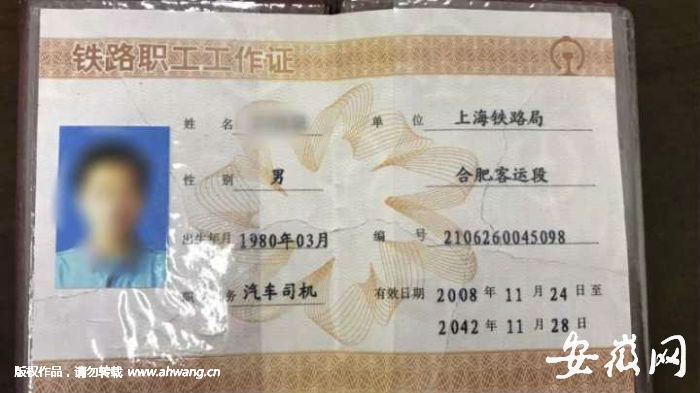 铁路职工工作证
姓名 单位 上海铁路局
性别 男 合肥客运段
出生年月 1980年03月 编号 2106260045098
职务 汽车司机 有效日期 2008年11月24日至
2042年11月28日
安徽网
版权作品，请勿转载 www.ahwang.cn